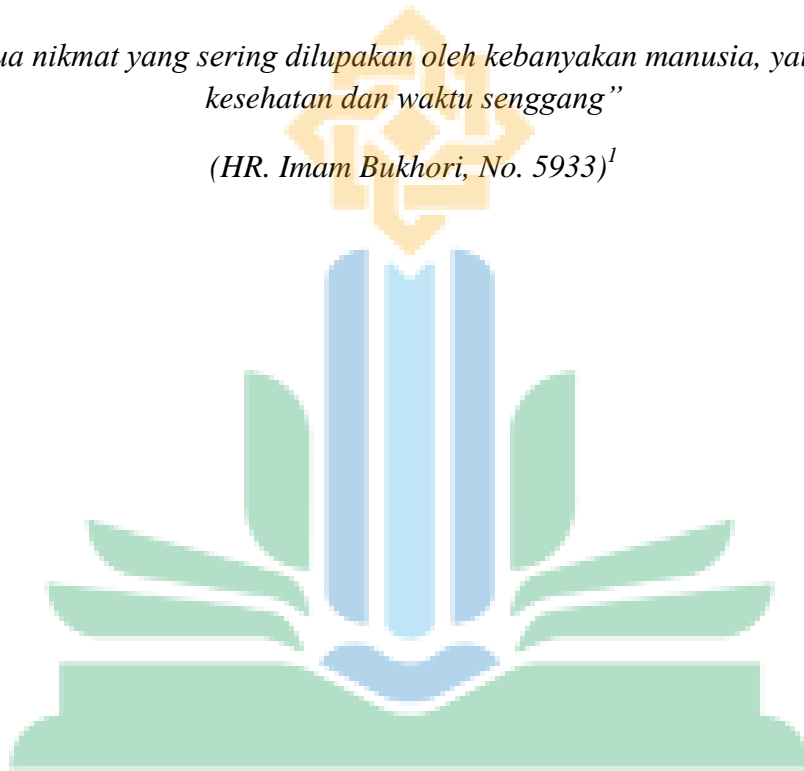 ua nikmat yang sering dilupakan oleh kebanyakan manusia, yai
kesehatan dan waktu senggang”
(HR. Imam Bukhori, No. 5933)1